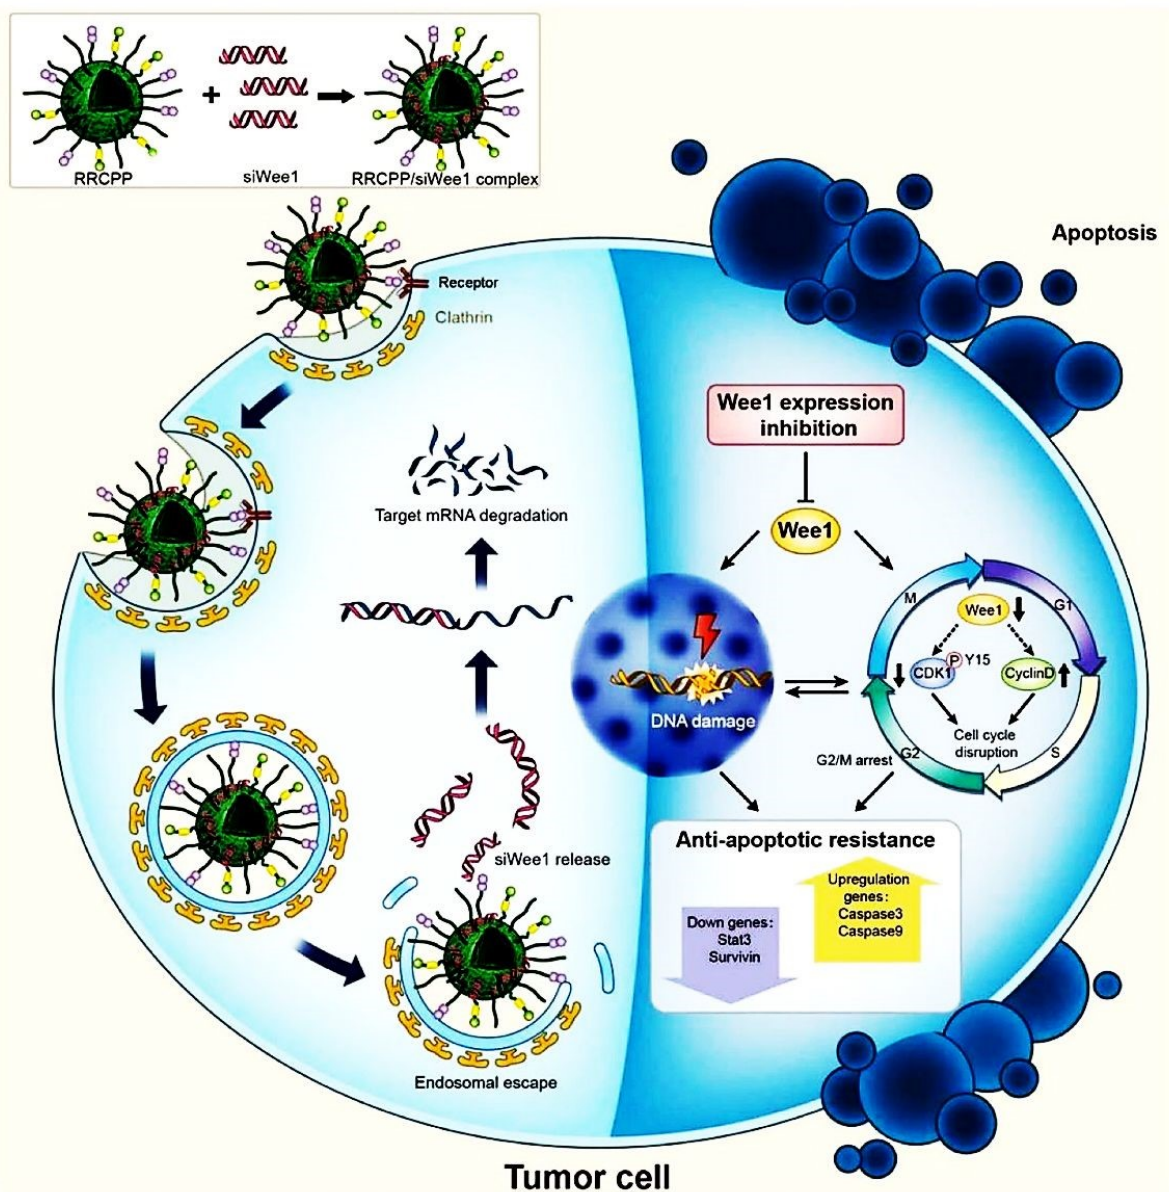 RRCPP
+
siWee1
RRCPP/siWee1 complex
Receptor
Clathrin
Apoptosis
Wee1 expression
inhibition
Wee1
Target mRNA degradation
M
G1
Wee1
CDK1
P
Y15
CyclinD
Cell cycle
disruption
S
G2
G2/M arrest
DNA damage
siWee1 release
Endosomal escape
Anti-apoptotic resistance
Down genes:
Stat3
Survivin
Upregulation
genes:
Caspase3
Caspase9
Tumor cell